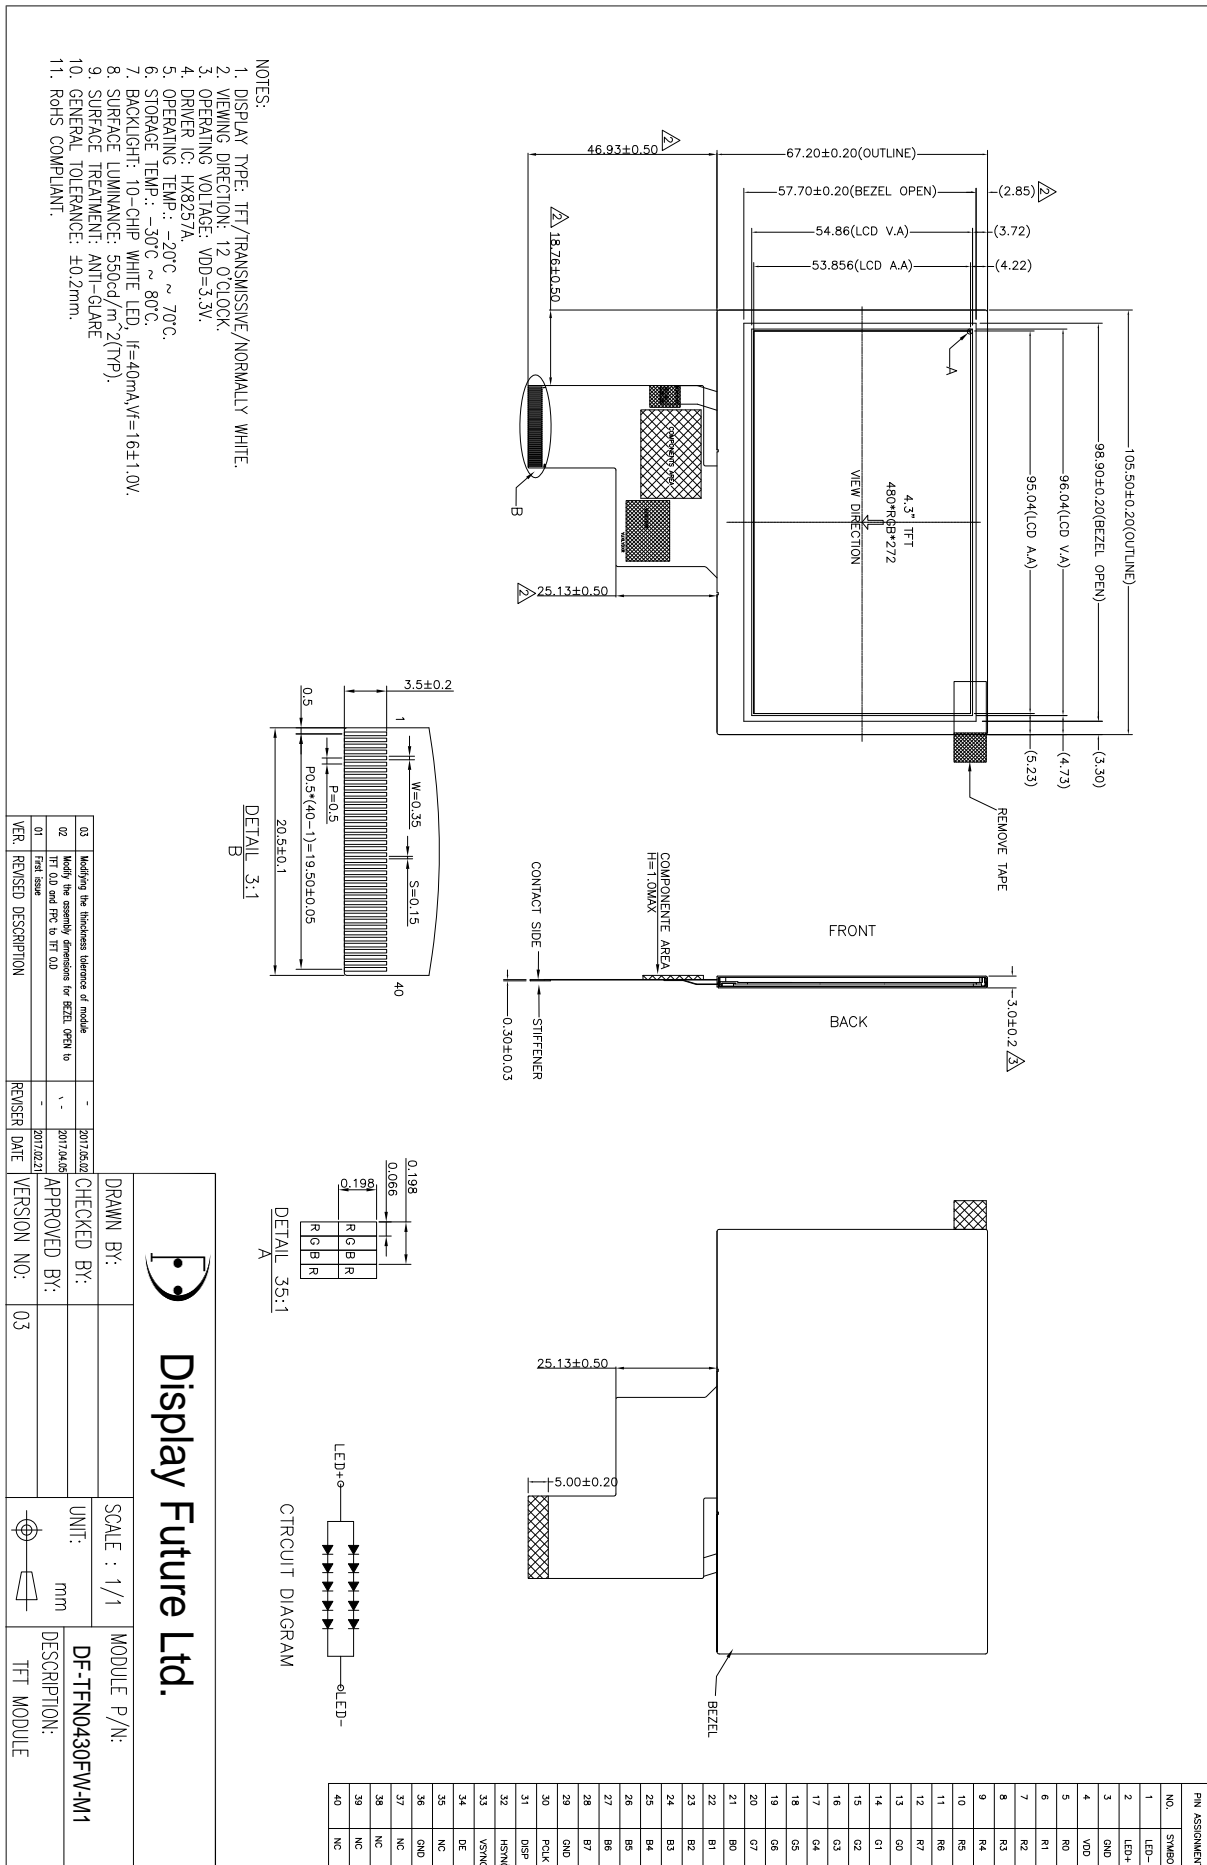 NOTES:
1. DISPLAY TYPE: TFT/TRANSMISSIVE/NORMALLY WHITE.
2. VIEWING DIRECTION: 12 O'CLOCK.
3. OPERATING VOLTAGE: VDD=3.3V.
4. DRIVER IC: HX8257A.
5. OPERATING TEMP.: -20°C ~ 70°C.
6. STORAGE TEMP.: -30°C ~ 80°C.
7. BACKLIGHT: 10-CHIP WHITE LED, If=40mA,Vf=16±1.0V.
8. SURFACE LUMINANCE: 550cd/m^2(TYP).
9. SURFACE TREATMENT: ANTI-GLARE
10. GENERAL TOLERANCE: ±0.2mm.
11. RoHS COMPLIANT.
105.50±0.20(OUTLINE)
98.90±0.20(BEZEL OPEN)
(3.30)
96.04(LCD V.A)
(4.73)
95.04(LCD A.A)
(5.23)
67.20±0.20(OUTLINE)
57.70±0.20(BEZEL OPEN)
(2.85)
2
54.86(LCD V.A)
(3.72)
53.856(LCD A.A)
(4.22)
46.93±0.50
2
2
18.76±0.50
2
25.13±0.50
A
4.3" TFT
480*RGB*272
VIEW DIRECTION
COMPONENTS AREA
B
REMOVE TAPE
FRONT
BACK
3.0±0.2
3
COMPONENTE AREA
H=1.0MAX
CONTACT SIDE
STIFFENER
0.30±0.03
3.5±0.2
0.5
1
40
W=0.35
S=0.15
P=0.5
P0.5*(40-1)=19.50±0.05
20.5±0.1
DETAIL 3:1
B
0.198
0.066
0.198
R G B R
R G B R
DETAIL 35:1
A
25.13±0.50
5.00±0.20
BEZEL
LED+
LED-
CTRCUIT DIAGRAM
PIN ASSIGNMENT
NO. SYMBO
1 LED-
2 LED+
3 GND
4 VDD
5 R0
6 R1
7 R2
8 R3
9 R4
10 R5
11 R6
12 R7
13 G0
14 G1
15 G2
16 G3
17 G4
18 G5
19 G6
20 G7
21 B0
22 B1
23 B2
24 B3
25 B4
26 B5
27 B6
28 B7
29 GND
30 PCLK
31 DISP
32 HSYNC
33 VSYNC
34 DE
35 NC
36 GND
37 NC
38 NC
39 NC
40 NC
03 Modifying the thinckness tolerance of module - 2017.05.02
02 Modify the assembly dimensions for BEZEL OPEN to
TFT O.D and FPC to TFT O.D 、- 2017.04.05
01 First issue - 2017.02.21
VER. REVISED DESCRIPTION REVISER DATE
Display Future Ltd.
DRAWN BY:
CHECKED BY:
APPROVED BY:
VERSION NO: 03
SCALE : 1/1
UNIT:
mm
MODULE P/N:
DF-TFN0430FW-M1
DESCRIPTION:
TFT MODULE